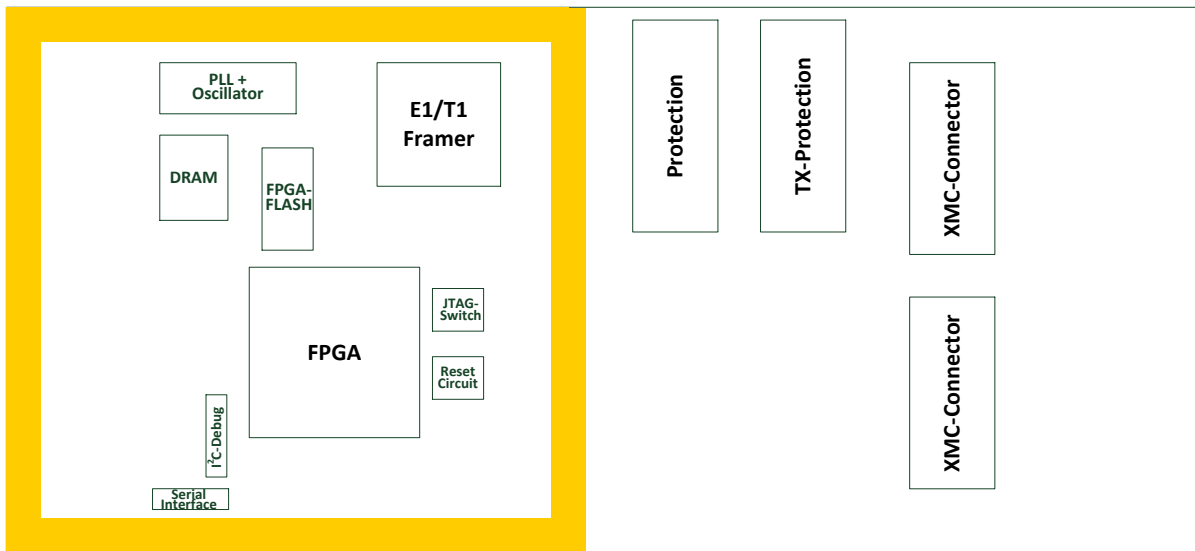 PLL +
Oscillator
E1/T1
Framer
DRAM
FPGA-
FLASH
FPGA
JTAG-
Switch
Reset
Circuit
I²C-Debug
Serial
Interface
Protection
TX-Protection
XMC-Connector
XMC-Connector